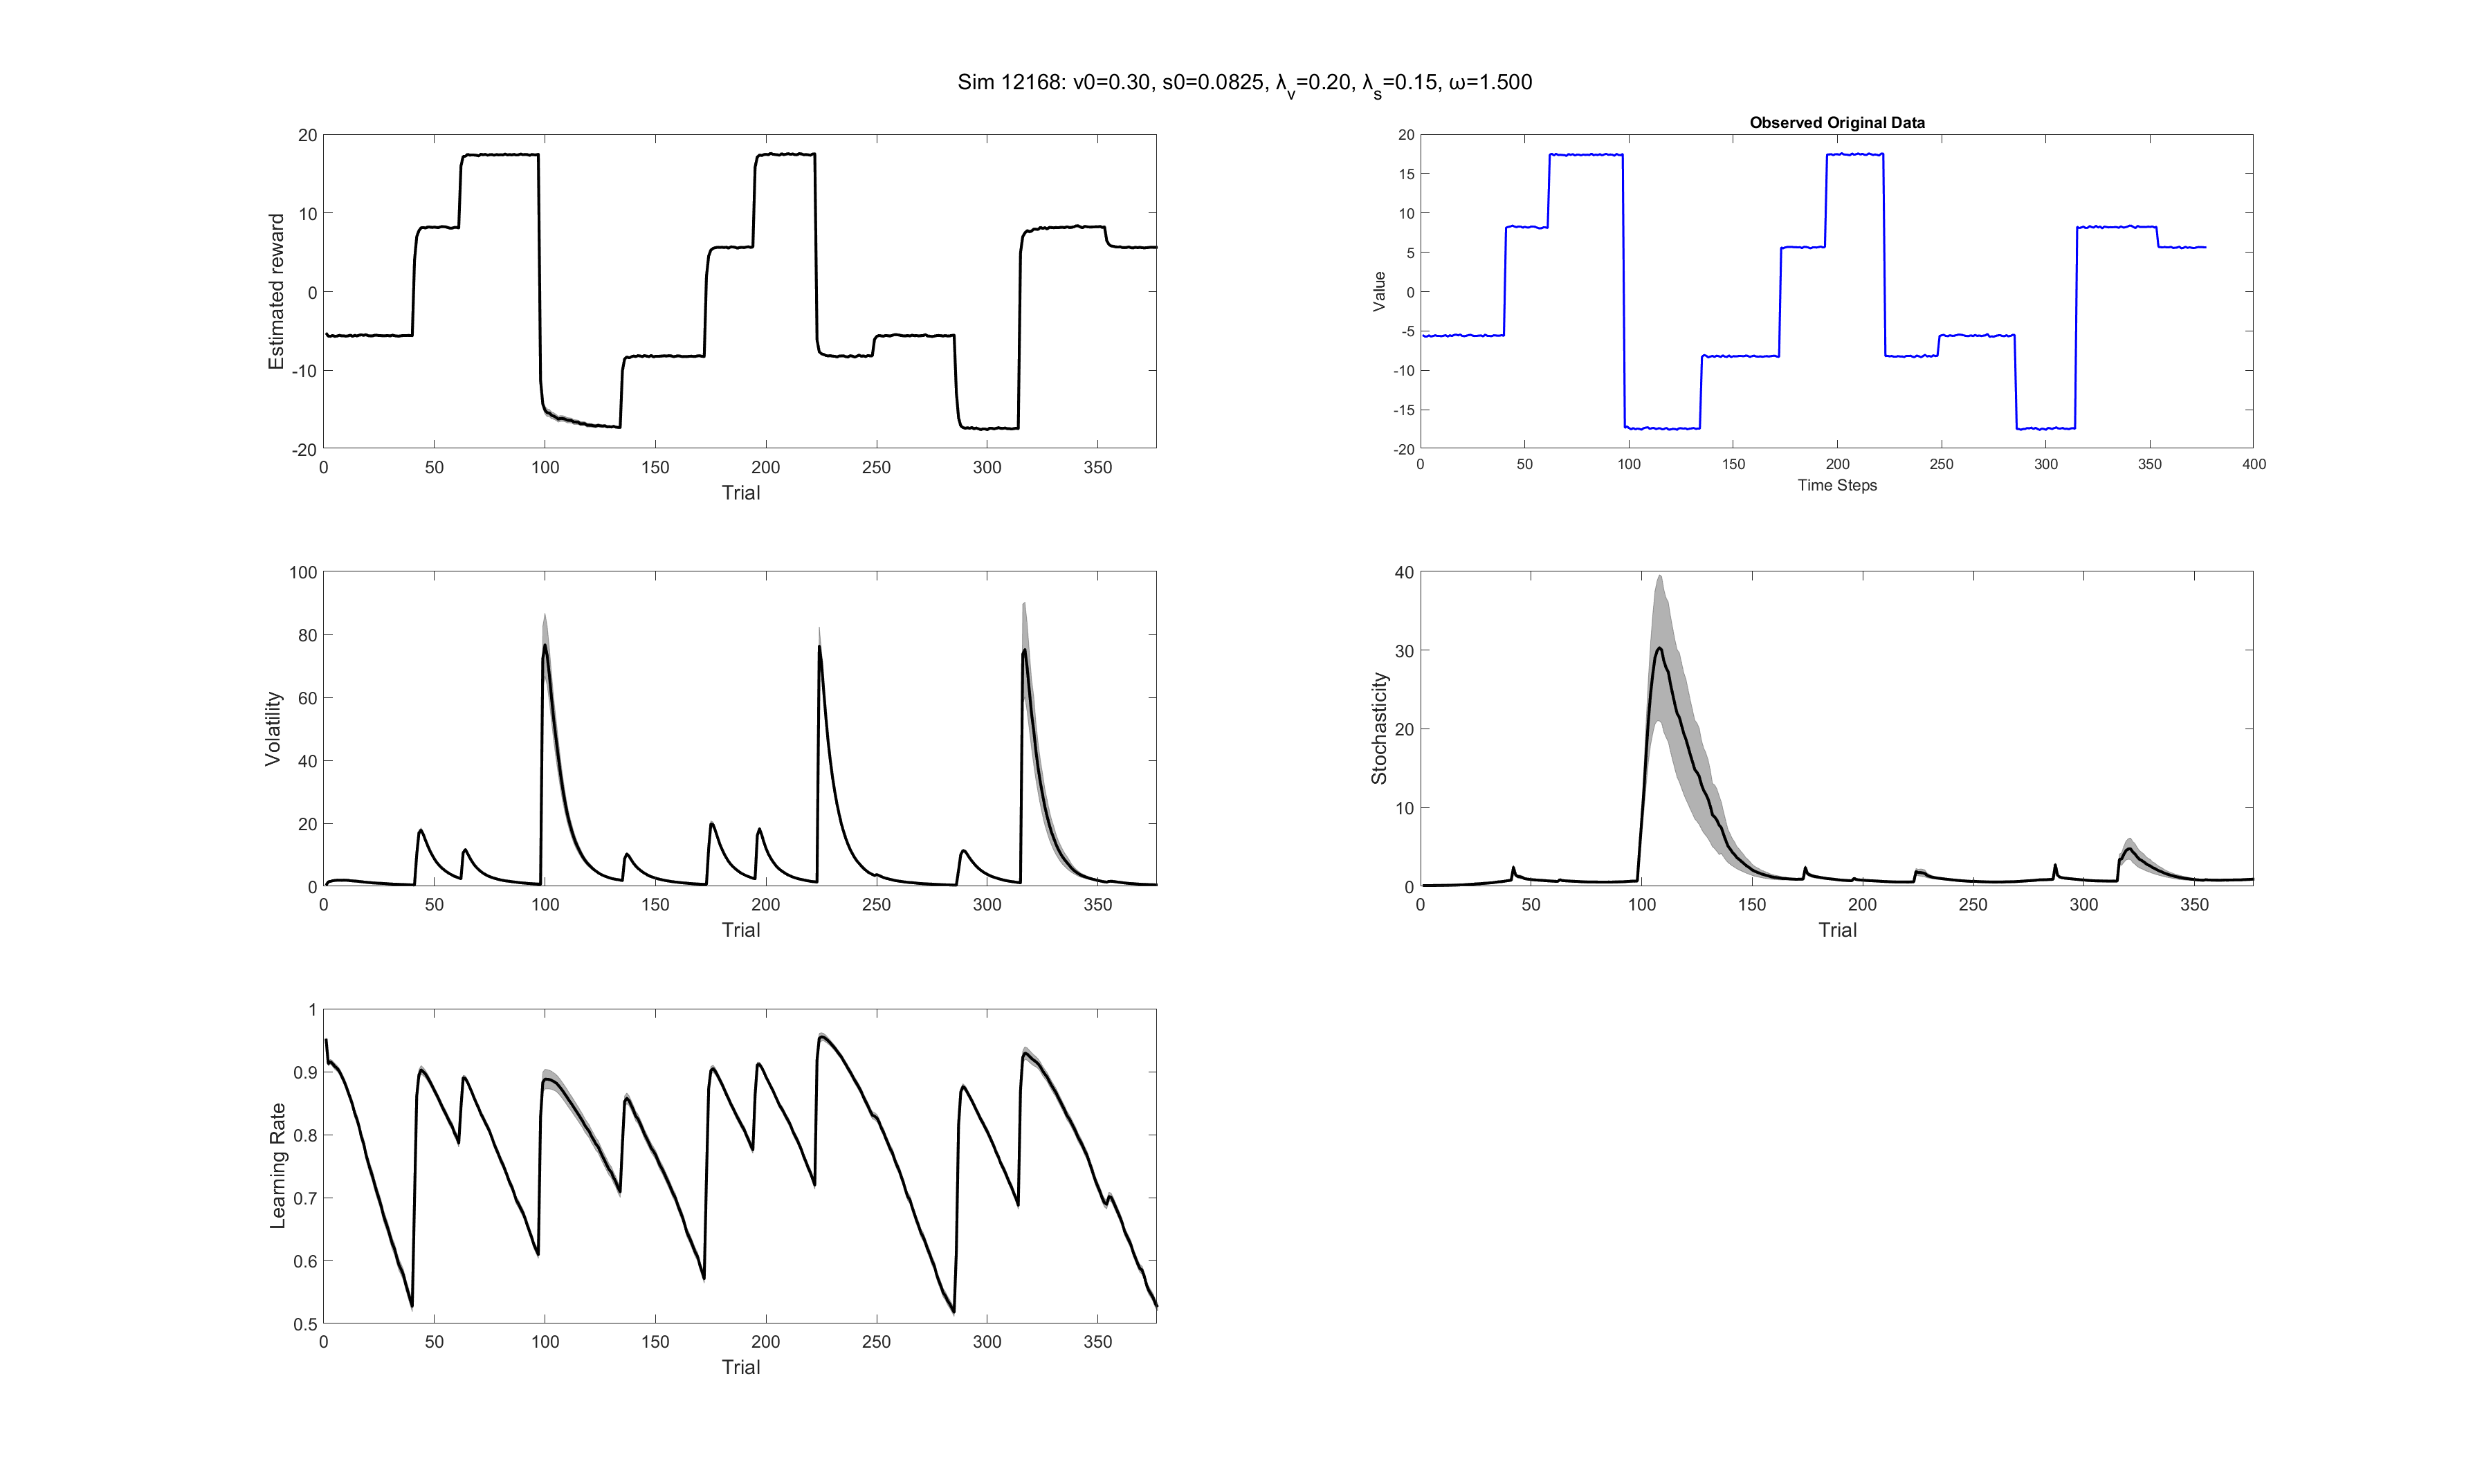 Sim 12168: v0=0.30, s0=0.0825, λv=0.20, λs=0.15, ω=1.500
20
10
0
-10
-20
Estimated reward
0 50 100 150 200 250 300 350
Trial
Observed Original Data
20
15
10
5
0
-5
-10
-15
-20
Value
0 50 100 150 200 250 300 350 400
Time Steps
100
80
60
40
20
0
Volatility
0 50 100 150 200 250 300 350
Trial
40
30
20
10
0
Stochasticity
0 50 100 150 200 250 300 350
Trial
1
0.9
0.8
0.7
0.6
0.5
Learning Rate
0 50 100 150 200 250 300 350
Trial